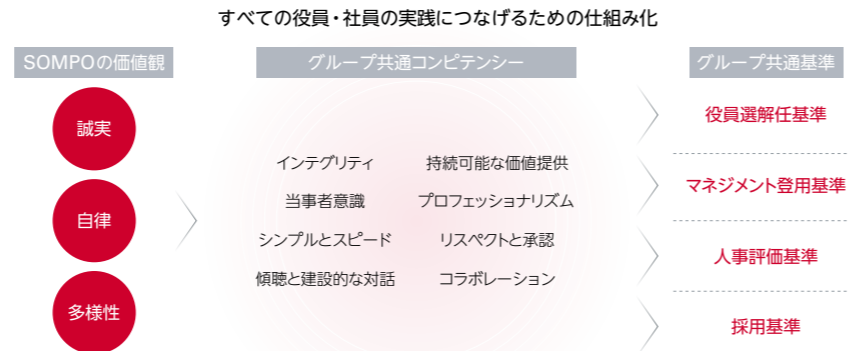 すべての役員・社員の実践につなげるための仕組み化
SOMPOの価値観
グループ共通コンピテンシー
グループ共通基準
誠実
自律
多様性
インテグリティ
持続可能な価値提供
当事者意識
プロフェッショナリズム
シンプルとスピード
リスペクトと承認
傾聴と建設的な対話
コラボレーション
役員選解任基準
マネジメント登用基準
人事評価基準
採用基準